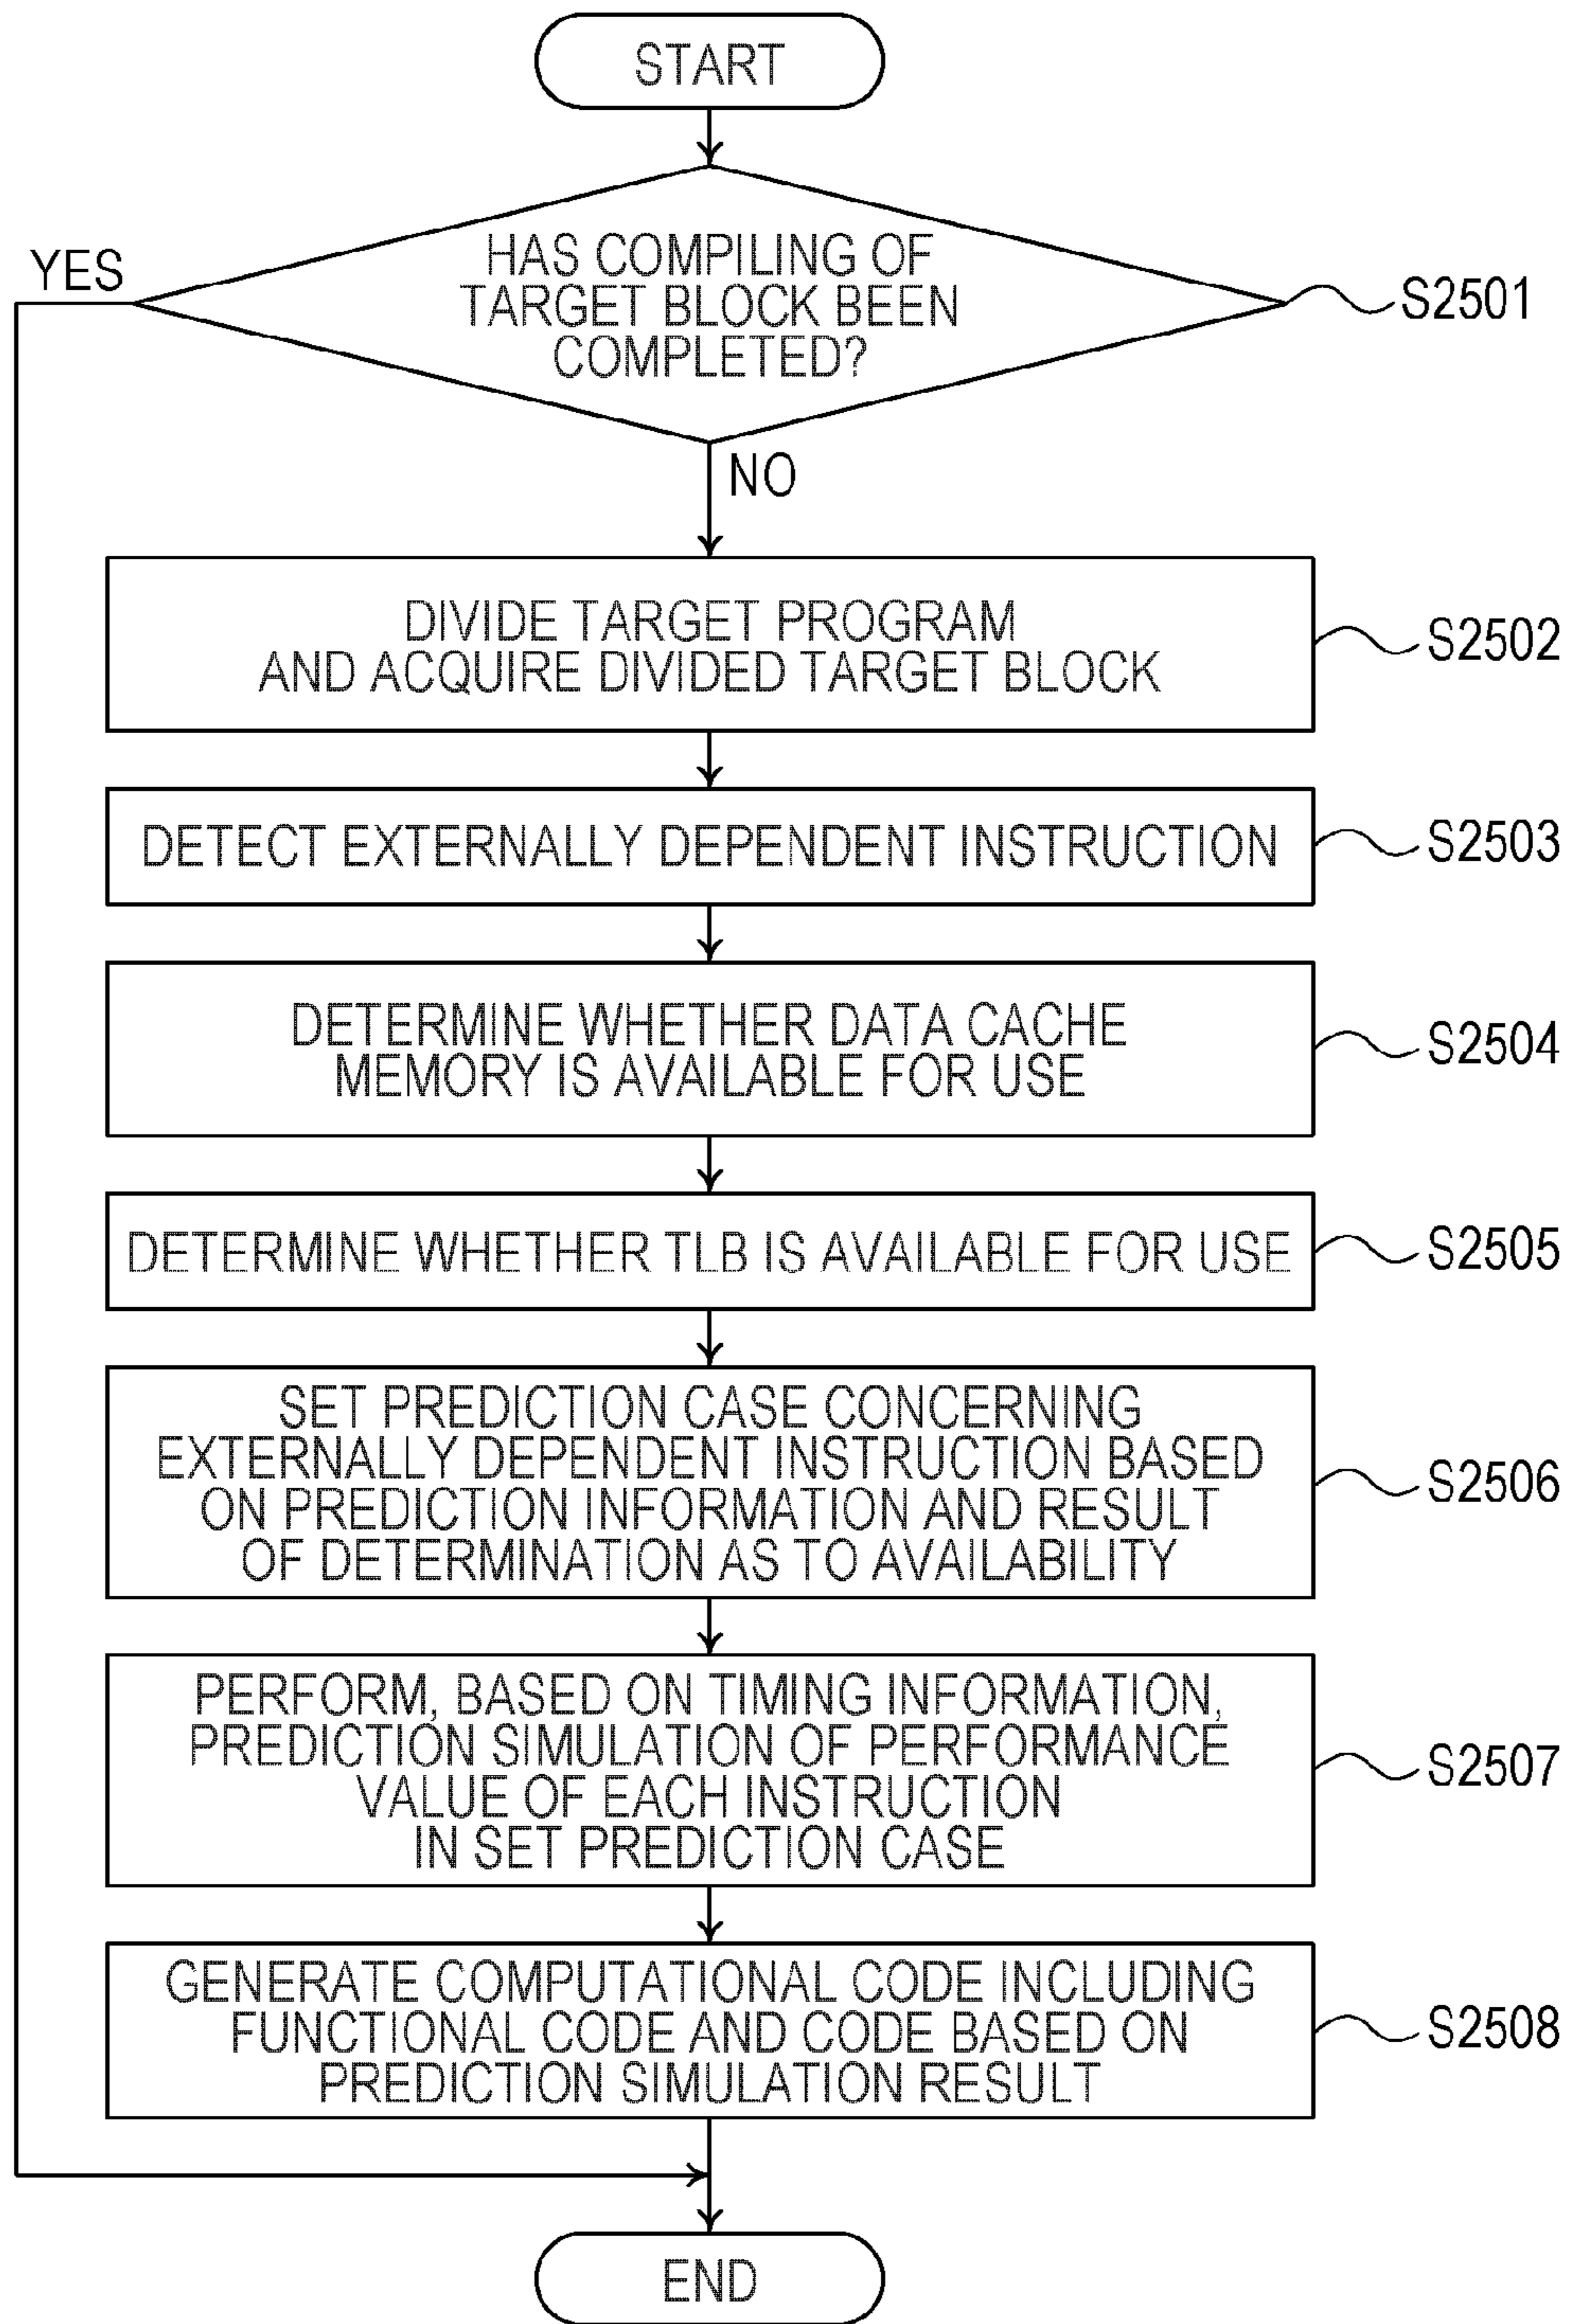 START
YES
HAS COMPILING OF
TARGET BLOCK BEEN
COMPLETED?
S2501
NO
DIVIDE TARGET PROGRAM
AND ACQUIRE DIVIDED TARGET BLOCK
S2502
DETECT EXTERNALLY DEPENDENT INSTRUCTION
S2503
DETERMINE WHETHER DATA CACHE
MEMORY IS AVAILABLE FOR USE
S2504
DETERMINE WHETHER TLB IS AVAILABLE FOR USE
S2505
SET PREDICTION CASE CONCERNING
EXTERNALLY DEPENDENT INSTRUCTION BASED
ON PREDICTION INFORMATION AND RESULT
OF DETERMINATION AS TO AVAILABILITY
S2506
PERFORM, BASED ON TIMING INFORMATION,
PREDICTION SIMULATION OF PERFORMANCE
VALUE OF EACH INSTRUCTION
IN SET PREDICTION CASE
S2507
GENERATE COMPUTATIONAL CODE INCLUDING
FUNCTIONAL CODE AND CODE BASED ON
PREDICTION SIMULATION RESULT
S2508
END